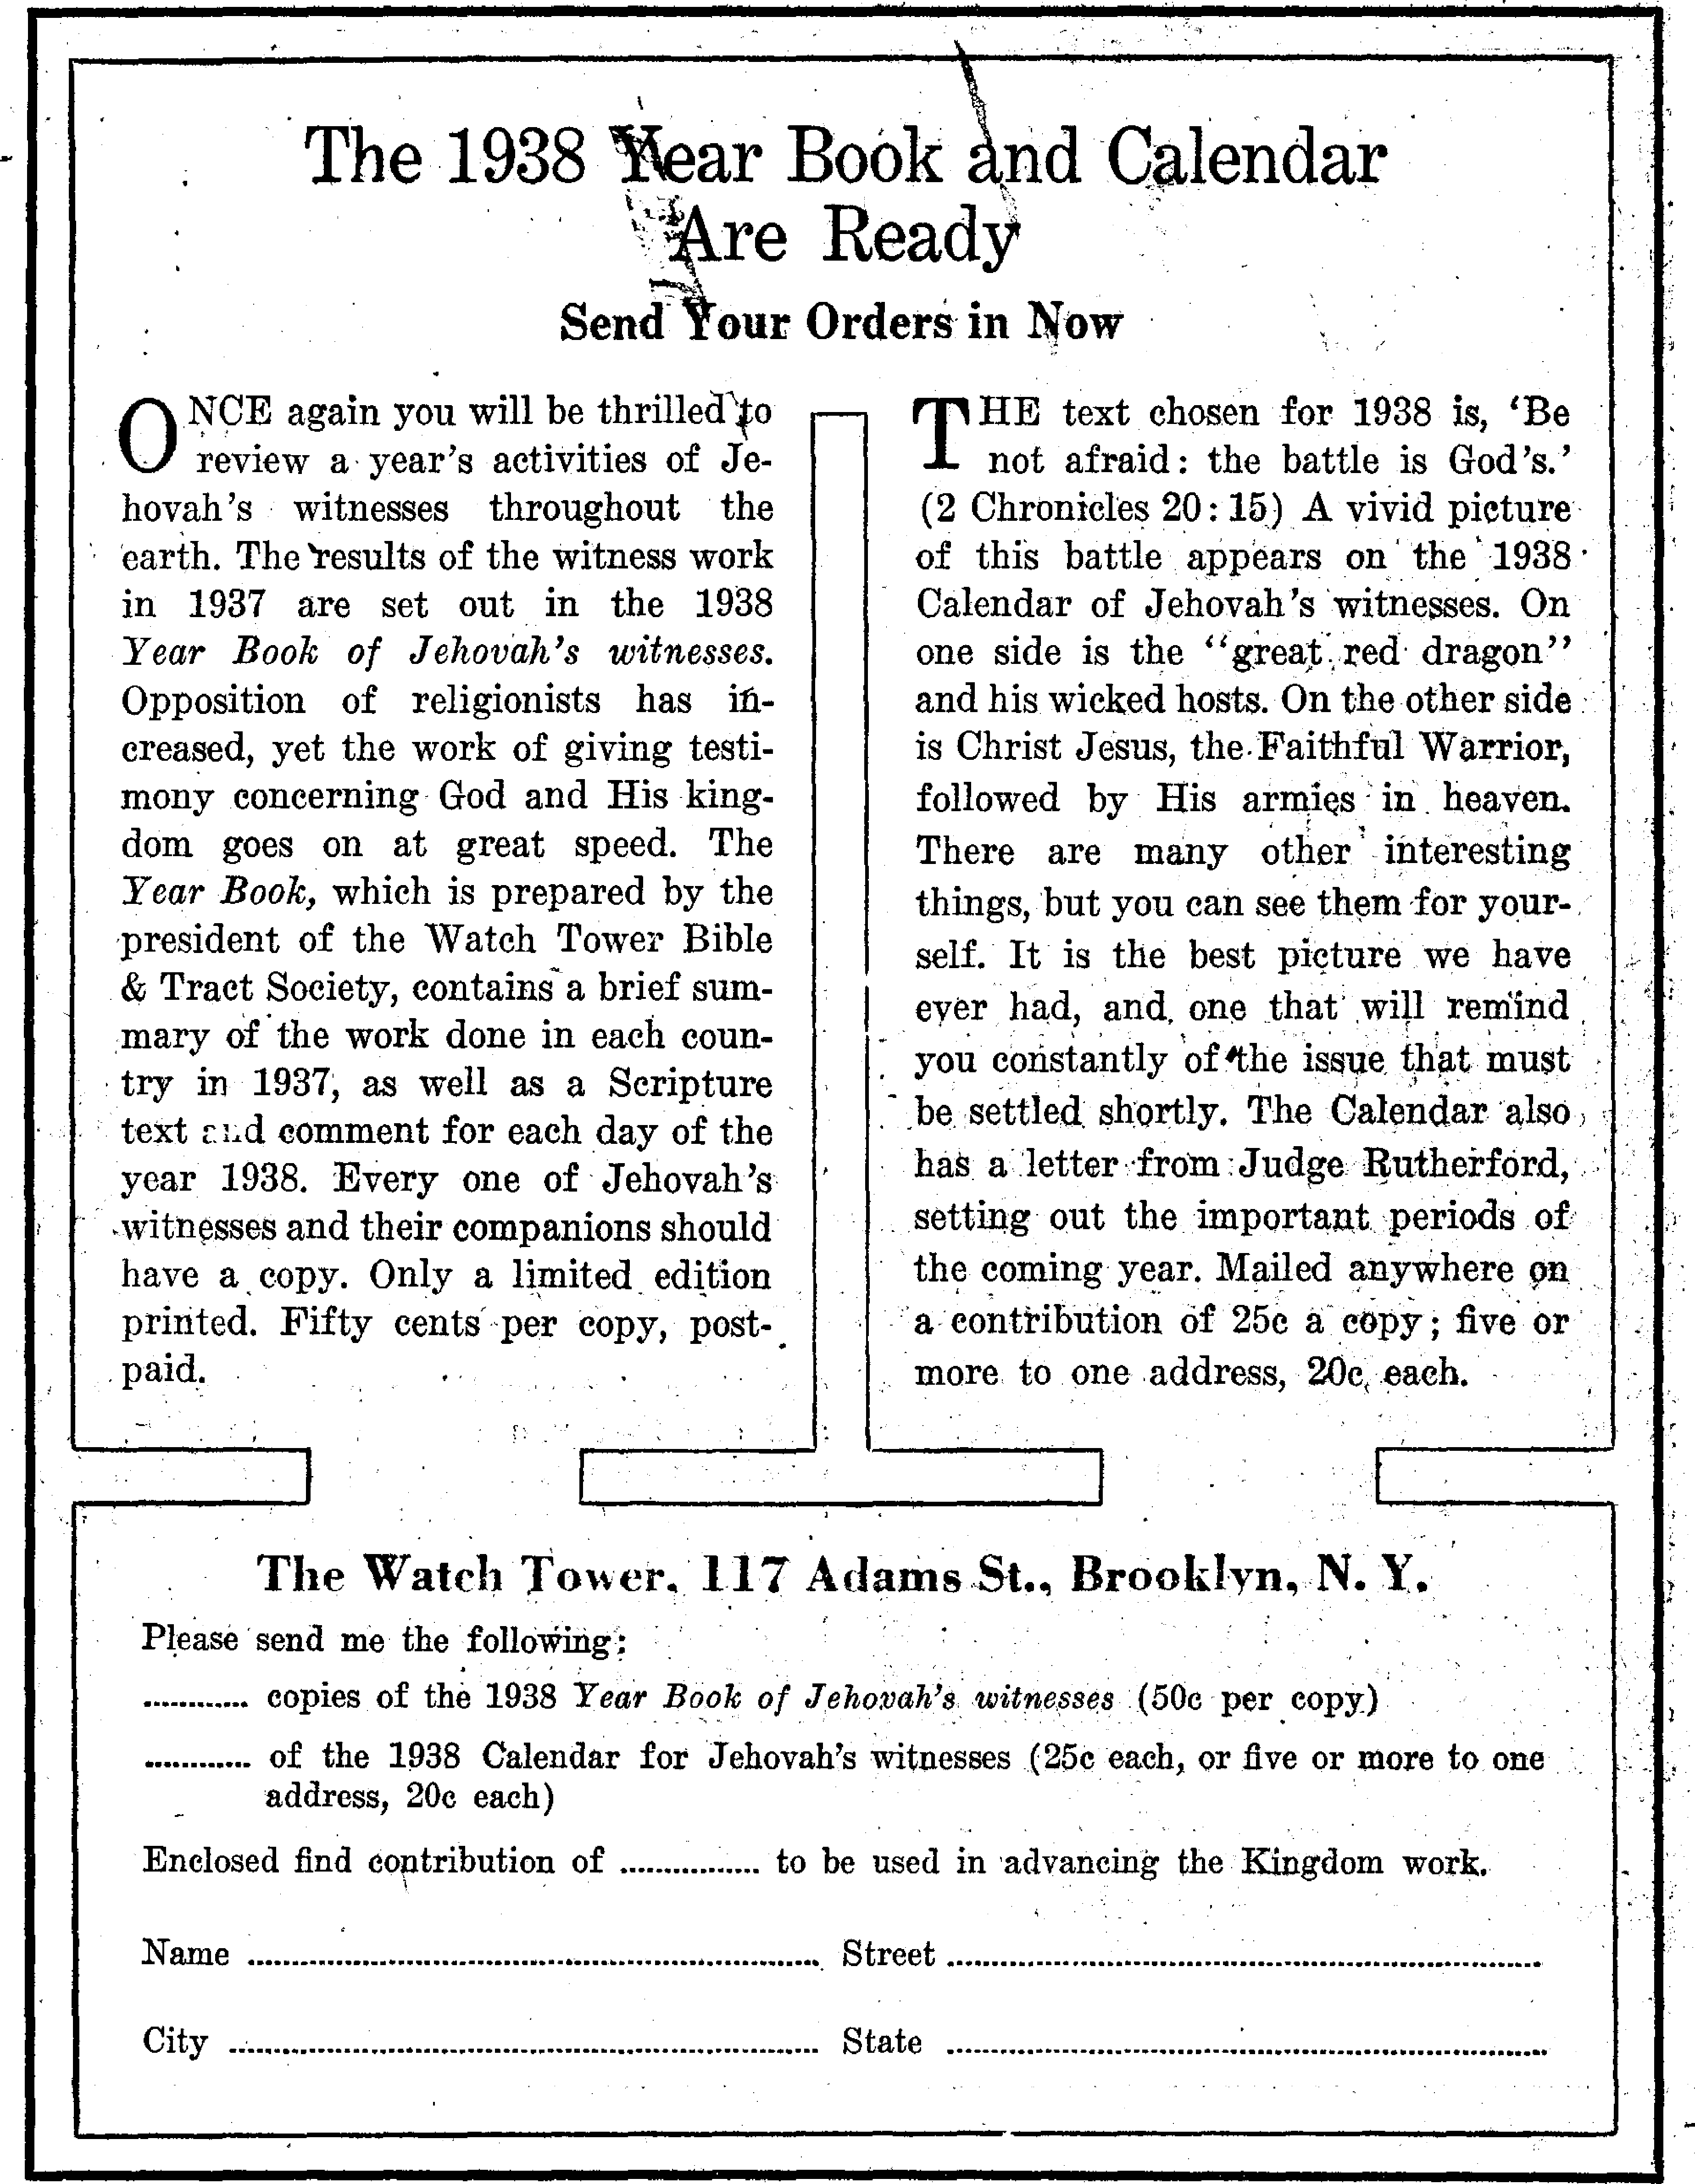 The 1938 Year Book and Calendar
Are Ready
Send Your Orders in Now
ONCE again you will be thrilled to
review a year's activities of Je-
hovah's witnesses throughout the
earth. The results of the witness work
in 1937 are set out in the 1938
Year Book of Jehovah's witnesses.
Opposition of religionists has in-
creased, yet the work of giving testi-
mony concerning God and His king-
dom goes on at great speed. The
Year Book, which is prepared by the
president of the Watch Tower Bible
& Tract Society, contains a brief sum-
mary of the work done in each coun-
try in 1937, as well as a Scripture
text and comment for each day of the
year 1938. Every one of Jehovah's
witnesses and their companions should
have a copy. Only a limited edition
printed. Fifty cents per copy, post-
paid.
THE text chosen for 1938 is, 'Be
not afraid: the battle is God's.'
(2 Chronicles 20:15) A vivid picture
of this battle appears on the 1938
Calendar of Jehovah's witnesses. On
one side is the "great red dragon"
and his wicked hosts. On the other side
is Christ Jesus, the Faithful Warrior,
followed by His armies in heaven.
There are many other interesting
things, but you can see them for your-
self. It is the best picture we have
ever had, and one that will remind
you constantly of the issue that must
be settled shortly. The Calendar also
has a letter from Judge Rutherford,
setting out the important periods of
the coming year. Mailed anywhere on
a contribution of 25c a copy; five or
more to one address, 20c each.
The Watch Tower, 117 Adams St., Brooklyn, N. Y.
Please send me the following:
............ copies of the 1938 Year Book of Jehovah's witnesses (50c per copy)
............ of the 1938 Calendar for Jehovah's witnesses (25c each, or five or more to one
address, 20c each)
Enclosed find contribution of ................ to be used in advancing the Kingdom work.
Name ................................ Street ................................
City ................................ State ................................